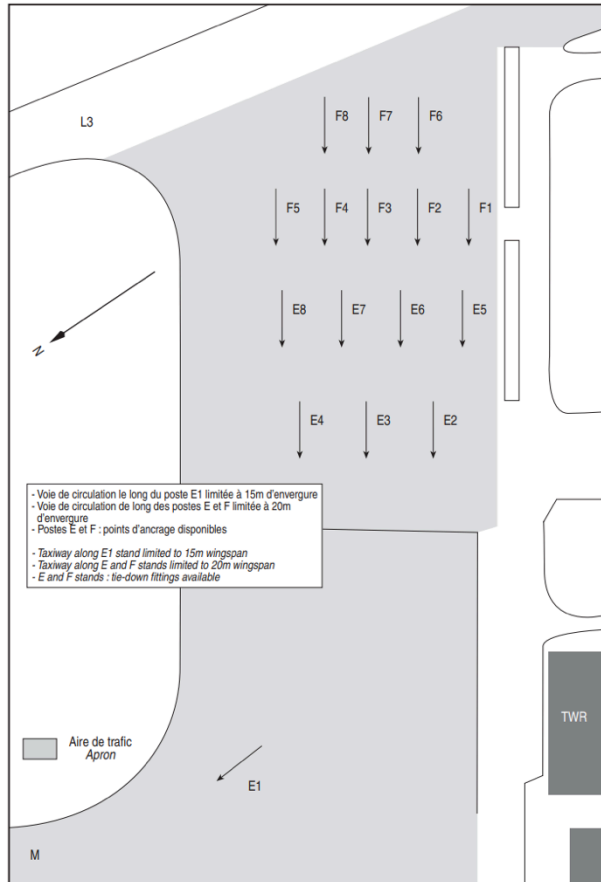 L3
F8 F7 F6
F5 F4 F3 F2 F1
N
E8 E7 E6 E5
E4 E3 E2
- Voie de circulation le long du poste E1 limitée à 15m d'envergure
- Voie de circulation de long des postes E et F limitée à 20m
d'envergure
- Postes E et F : points d'ancrage disponibles
- Taxiway along E1 stand limited to 15m wingspan
- Taxiway along E and F stands limited to 20m wingspan
- E and F stands : tie-down fittings available
TWR
Aire de trafic
Apron
E1
M